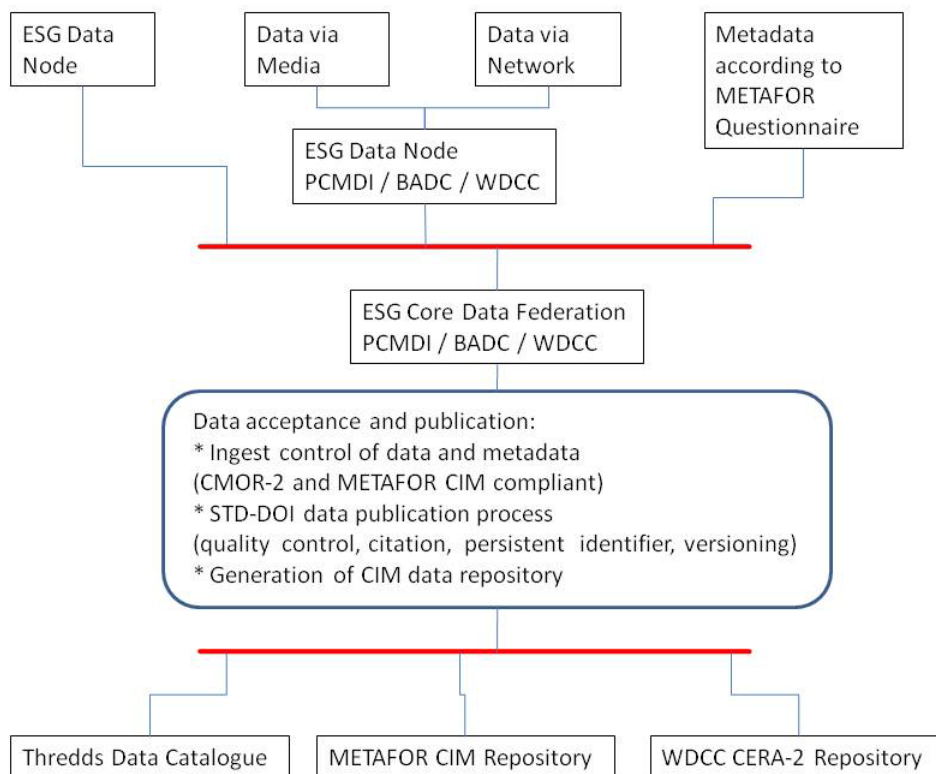 ESG Data
Node
Data via
Media
Data via
Network
Metadata
according to
METAFOR
Questionnaire
ESG Data Node
PCMDI / BADC / WDCC
ESG Core Data Federation
PCMDI / BADC / WDCC
Data acceptance and publication:
* Ingest control of data and metadata
(CMOR-2 and METAFOR CIM compliant)
* STD-DOI data publication process
(quality control, citation, persistent identifier, versioning)
* Generation of CIM data repository
Thredds Data Catalogue
METAFOR CIM Repository
WDCC CERA-2 Repository